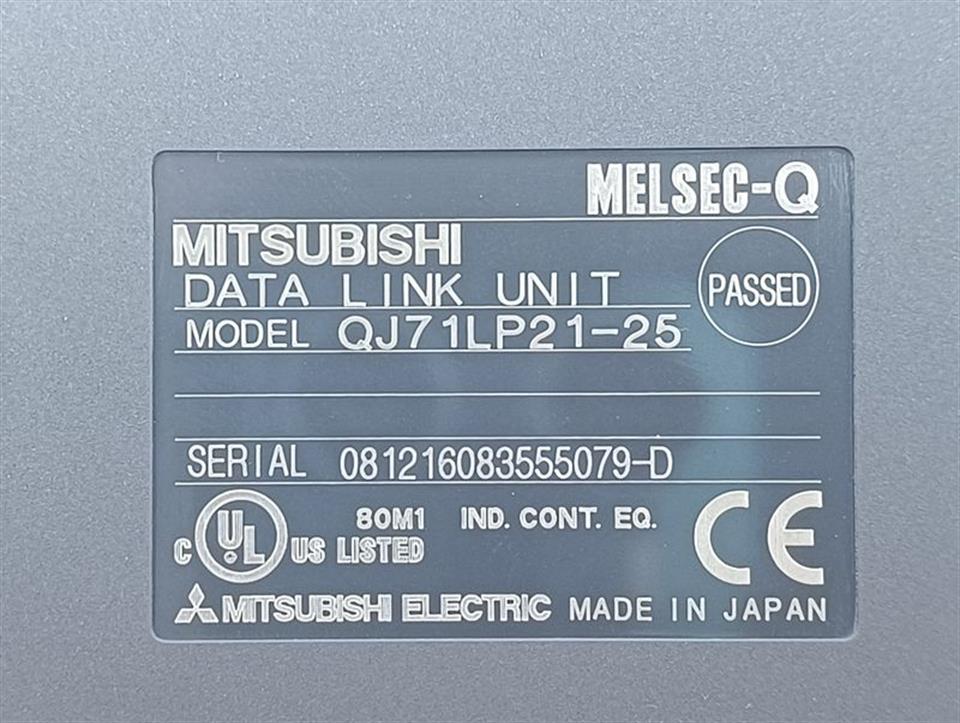 MELSEC-Q
MITSUBISHI
DATA LINK UNIT
PASSED
MODEL QJ71LP21-25
SERIAL 081216083555079-D
C UL US LISTED 80M1 IND. CONT. EQ.
CE
MITSUBISHI ELECTRIC MADE IN JAPAN